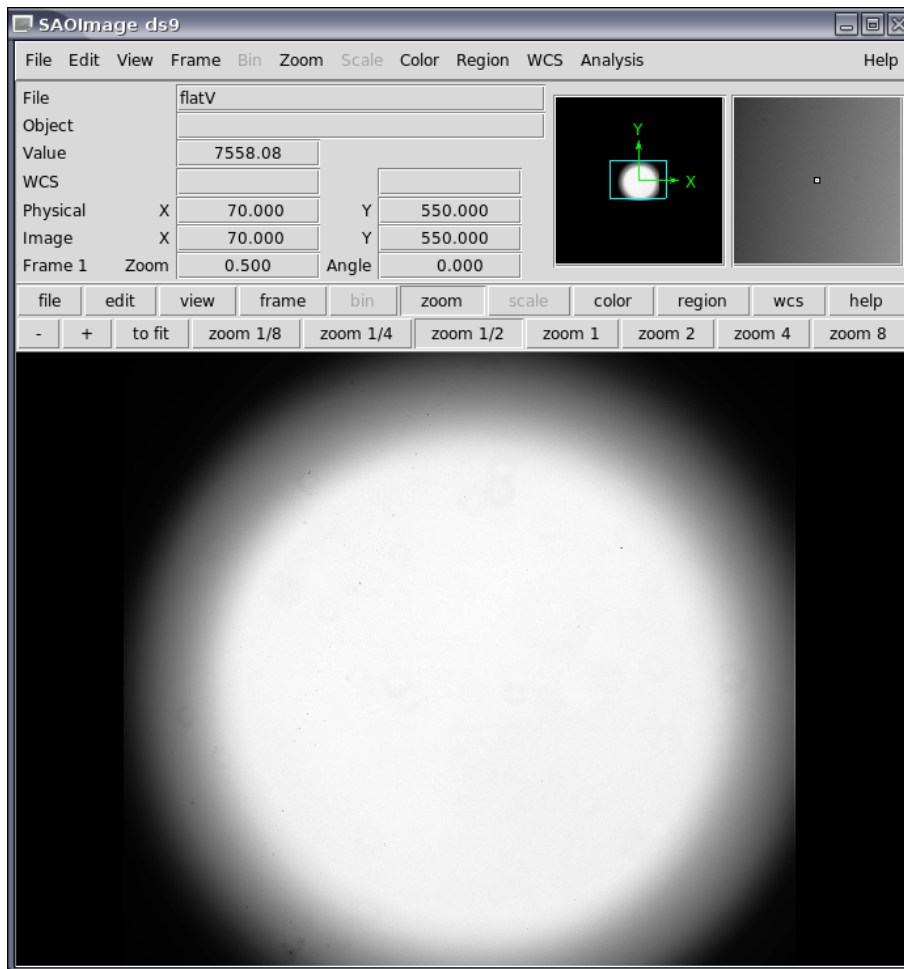 SAOImage ds9
File Edit View Frame Bin Zoom Scale Color Region WCS Analysis Help
File flatV
Object
Value 7558.08
WCS
Physical X 70.000 Y 550.000
Image X 70.000 Y 550.000
Frame 1 Zoom 0.500 Angle 0.000
Y
X
file edit view frame bin zoom scale color region wcs help
- + to fit zoom 1/8 zoom 1/4 zoom 1/2 zoom 1 zoom 2 zoom 4 zoom 8